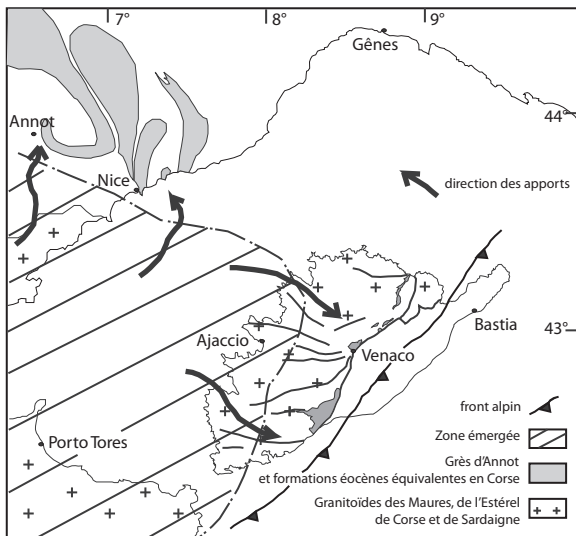 7° 8° 9°
Gênes
Annot
44°
Nice
direction des apports
Ajaccio
Bastia
43°
Venaco
Porto Torres
front alpin
Zone émergée
Grès d'Annot
et formations éocènes équivalentes en Corse
Granitoïdes des Maures, de l'Estérel
de Corse et de Sardaigne